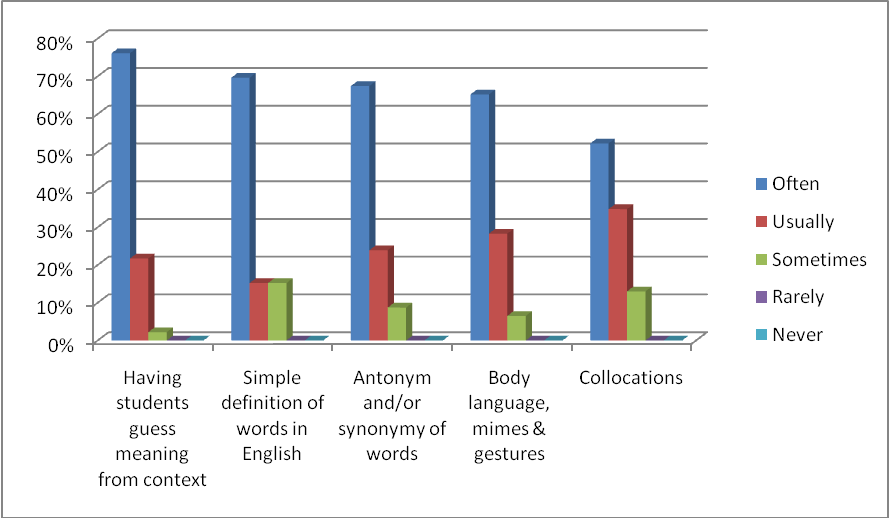 80%
70%
60%
50%
40%
30%
20%
10%
0%
Having
students
guess
meaning
from context
Simple
definition of
words in
English
Antonym
and/or
synonymy of
words
Body
language,
mimes &
gestures
Collocations
Often
Usually
Sometimes
Rarely
Never